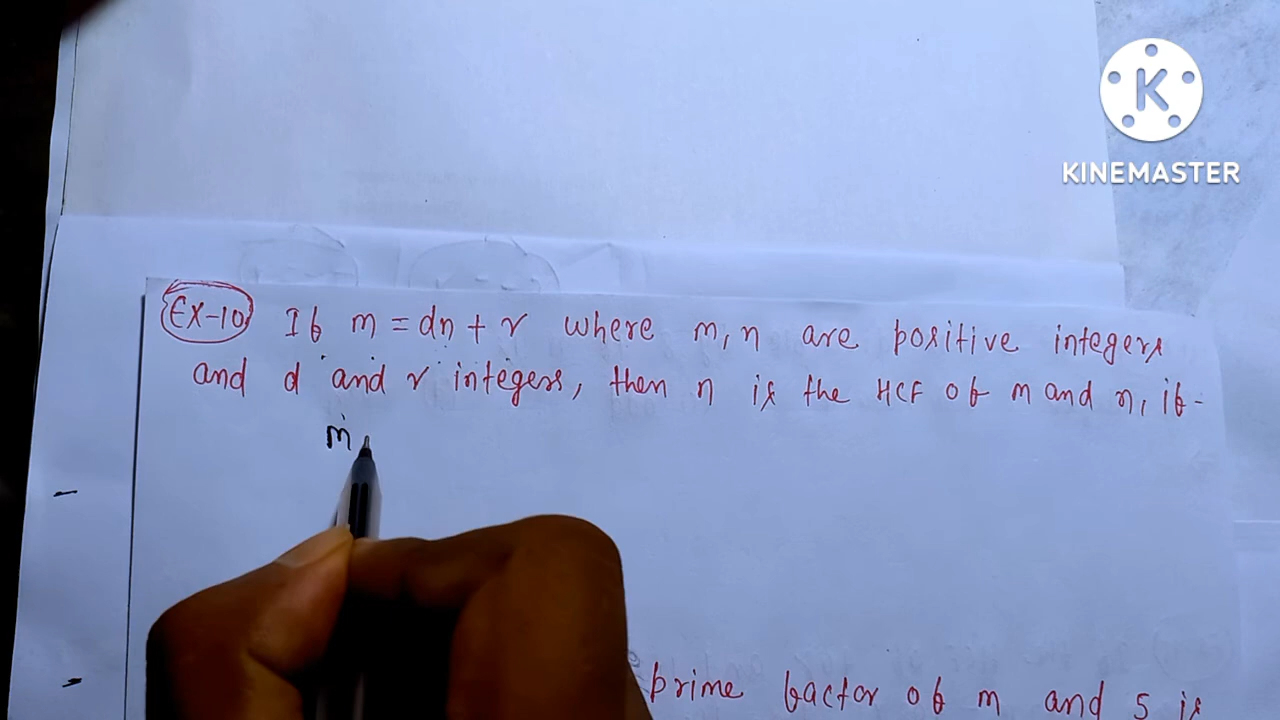 K
KINEMASTER
EX-10 If m = dn + r where m, n are positive integers
and d and r integers, then n is the HCF of m and n, if-
m
prime factor of m and 5 is